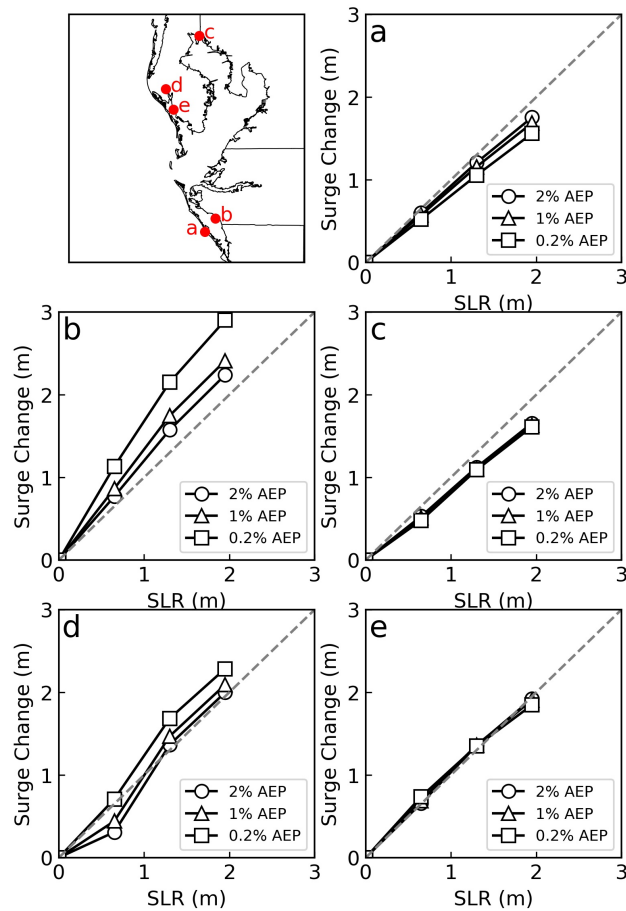 c
d
e
b
a
a
Surge Change (m)
3
2
1
0
2% AEP
1% AEP
0.2% AEP
0 1 2 3
SLR (m)
b
Surge Change (m)
3
2
1
0
2% AEP
1% AEP
0.2% AEP
0 1 2 3
SLR (m)
c
Surge Change (m)
3
2
1
0
2% AEP
1% AEP
0.2% AEP
0 1 2 3
SLR (m)
d
Surge Change (m)
3
2
1
0
2% AEP
1% AEP
0.2% AEP
0 1 2 3
SLR (m)
e
Surge Change (m)
3
2
1
0
2% AEP
1% AEP
0.2% AEP
0 1 2 3
SLR (m)